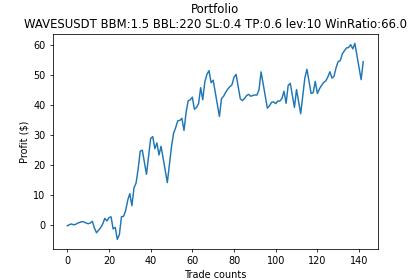 Portfolio
WAVESUSDT BBM:1.5 BBL:220 SL:0.4 TP:0.6 lev:10 WinRatio:66.0
60
50
40
30
20
10
0
Profit ($)
0 20 40 60 80 100 120 140
Trade counts